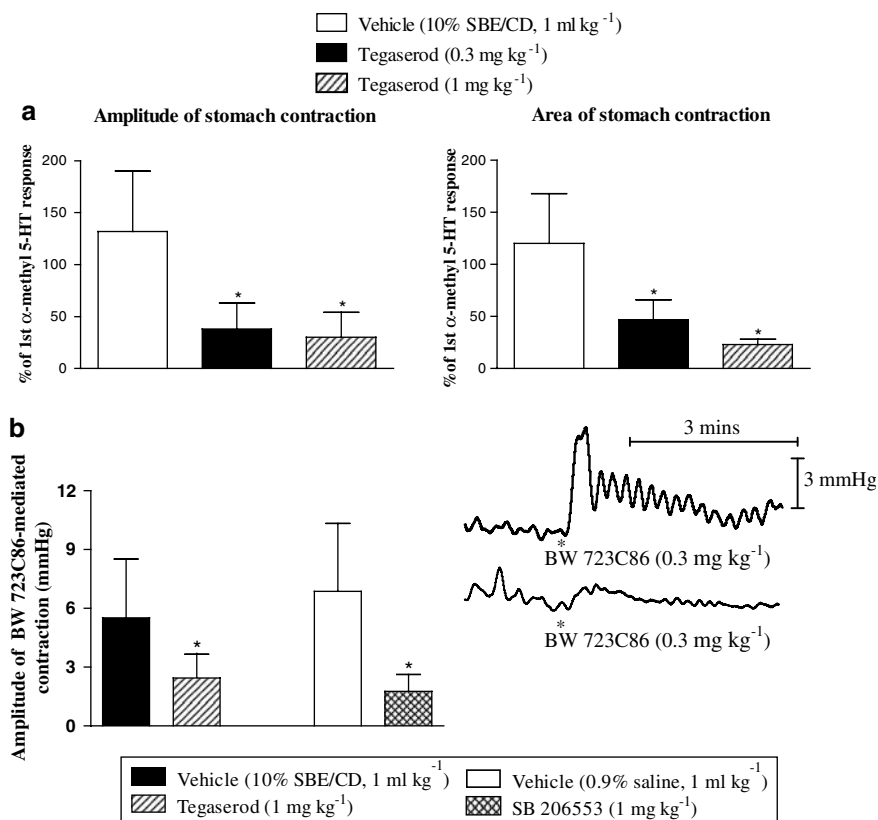 Vehicle (10% SBE/CD, 1 ml kg⁻¹)
Tegaserod (0.3 mg kg⁻¹)
Tegaserod (1 mg kg⁻¹)
a
Amplitude of stomach contraction
% of 1st α-methyl 5-HT response
200
150
100
50
0
*
*
Area of stomach contraction
% of 1st α-methyl 5-HT response
200
150
100
50
0
*
*
b
Amplitude of BW 723C86-mediated
contraction (mmHg)
12
9
6
3
0
*
*
3 mins
3 mmHg
*
BW 723C86 (0.3 mg kg⁻¹)
*
BW 723C86 (0.3 mg kg⁻¹)
Vehicle (10% SBE/CD, 1 ml kg⁻¹)
Vehicle (0.9% saline, 1 ml kg⁻¹)
Tegaserod (1 mg kg⁻¹)
SB 206553 (1 mg kg⁻¹)